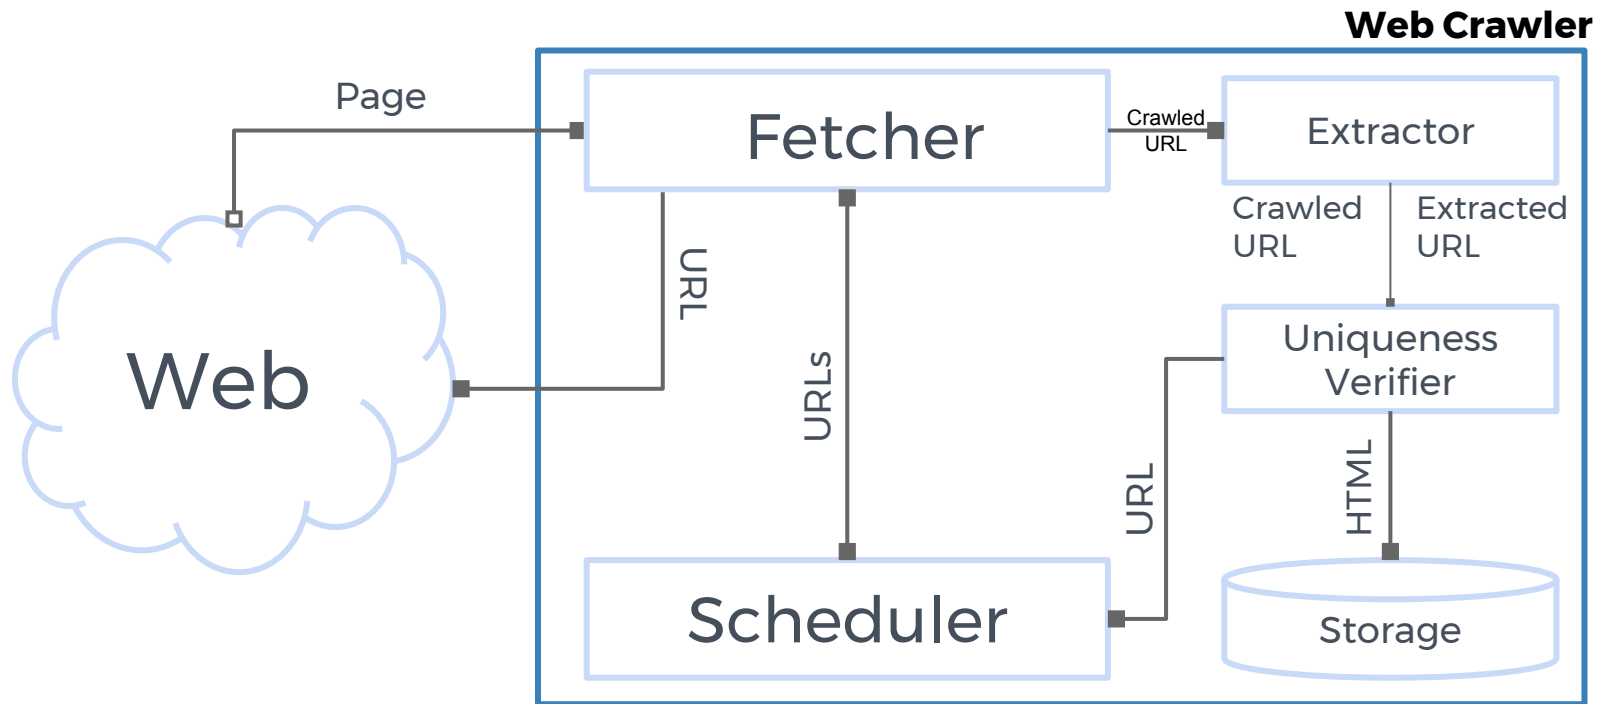 Web Crawler
Page
Fetcher
Crawled
URL
Extractor
Crawled
URL
Extracted
URL
URL
Web
URLs
Uniqueness
Verifier
URL
HTML
Scheduler
Storage